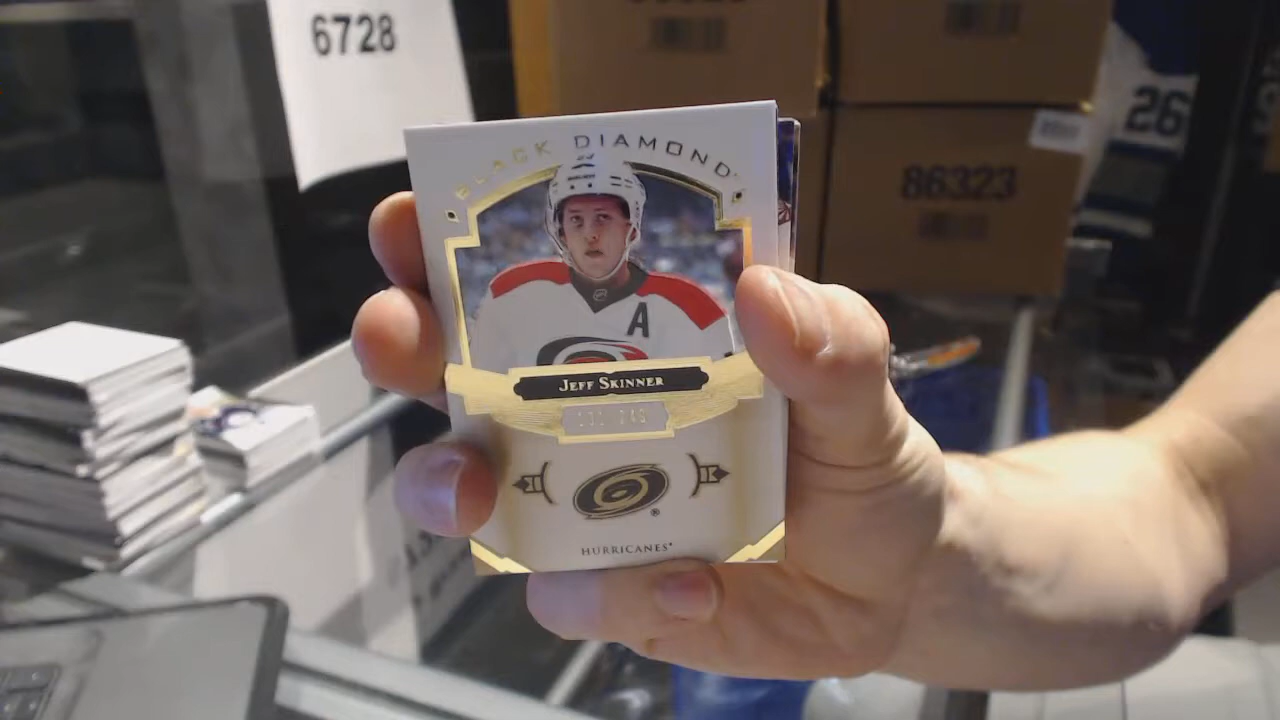 6728
BLACK DIAMOND
26
86323
A
JEFF SKINNER
HURRICANES